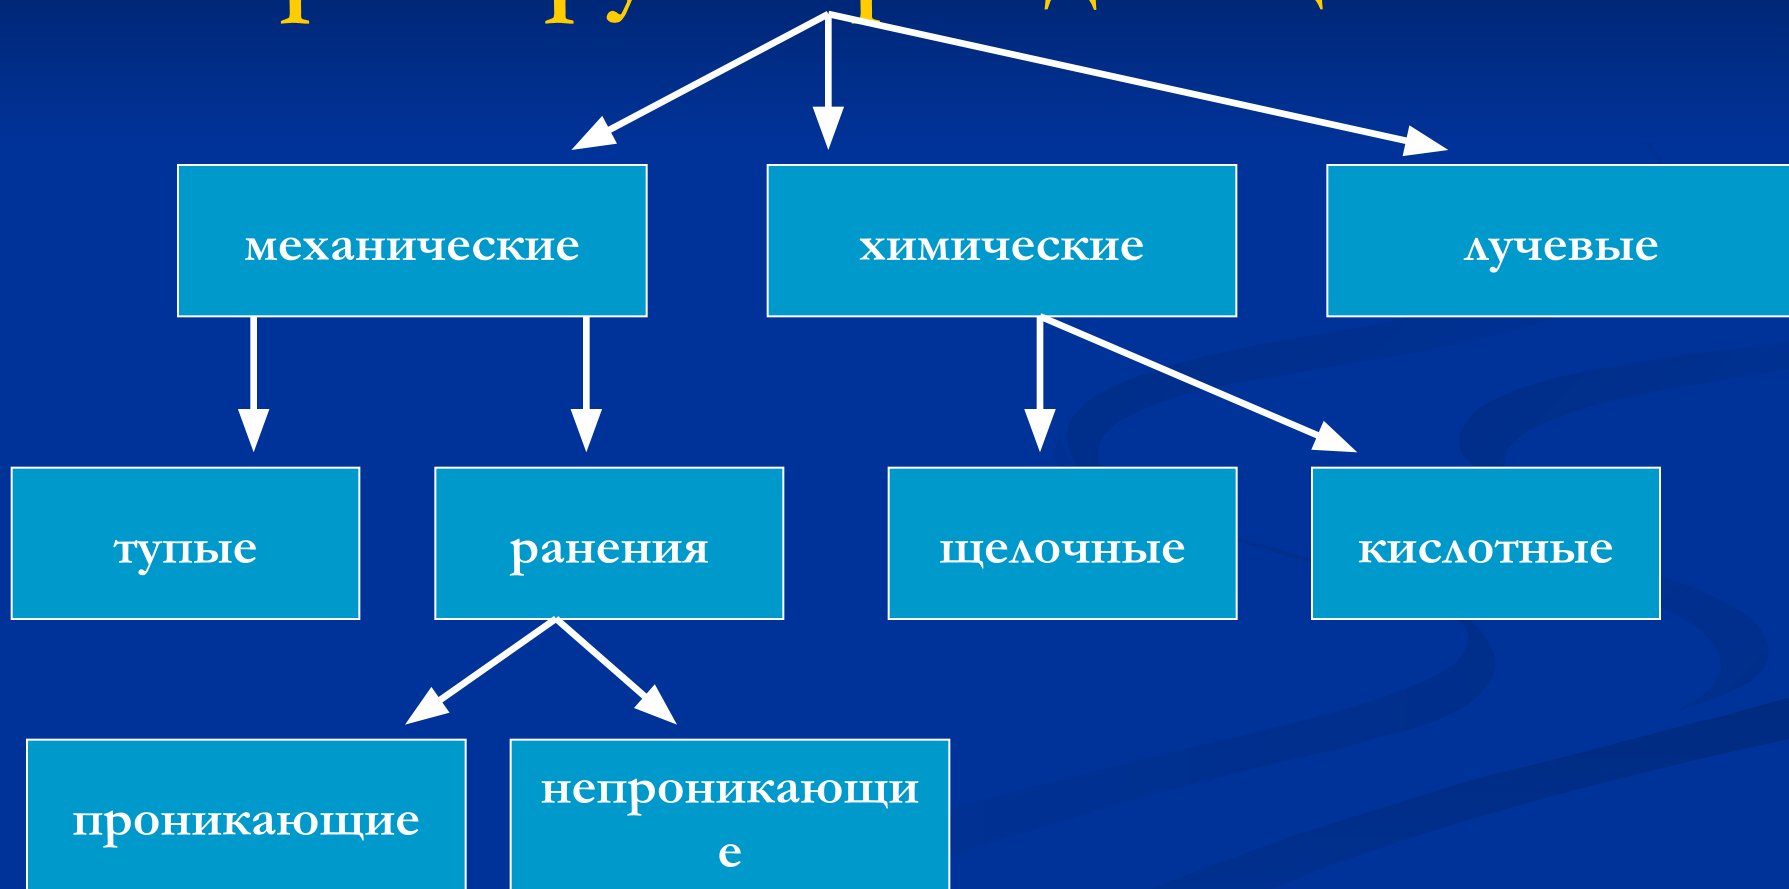 механические
химические
лучевые
тупые
ранения
щелочные
кислотные
проникающие
непроникающи
е